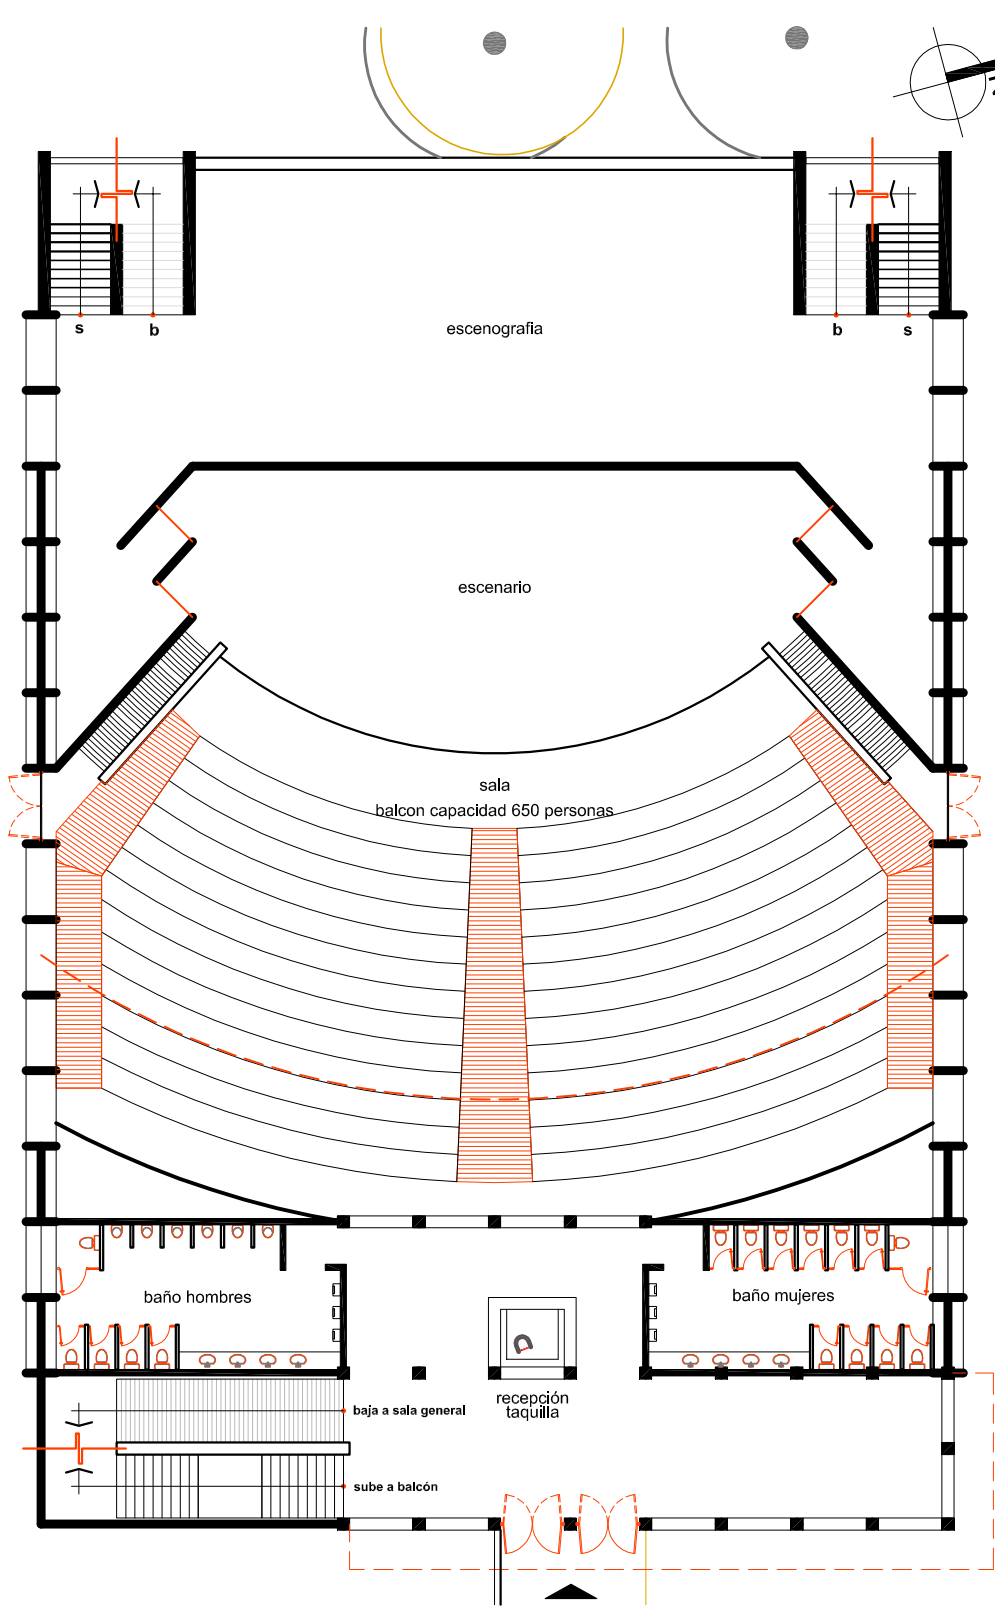 s
b
b
s
escenografia
escenario
sala
balcon capacidad 650 personas
baño hombres
baño mujeres
recepción
taquilla
baja a sala general
sube a balcón